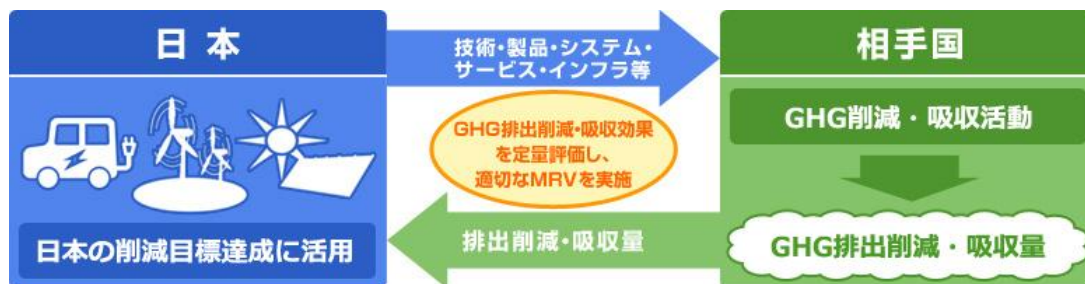 日本
技術・製品・システム・
サービス・インフラ等
相手国
GHG削減・吸収活動
GHG排出削減・吸収効果
を定量評価し、
適切なMRVを実施
日本の削減目標達成に活用
排出削減・吸収量
GHG排出削減・吸収量